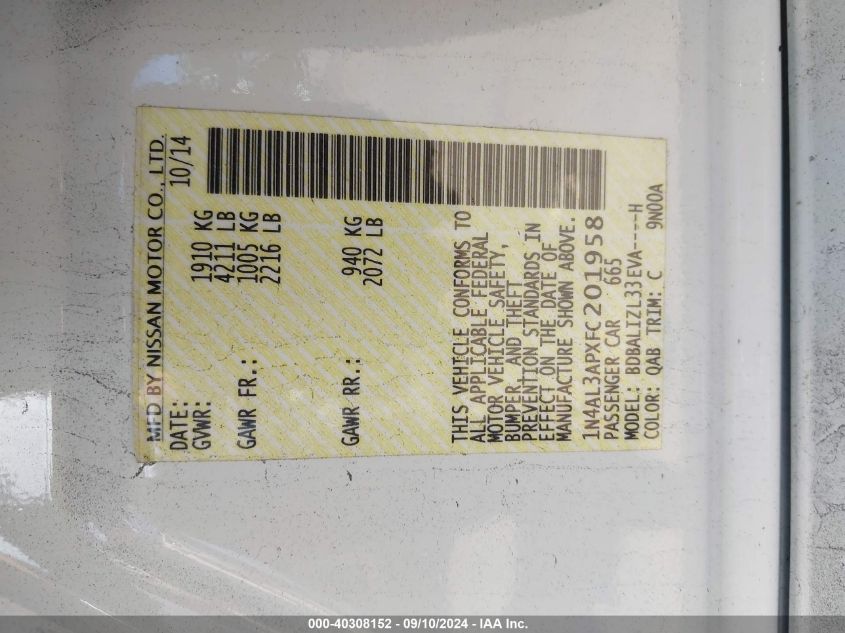 MFD BY NISSAN MOTOR CO., LTD.
DATE: 10/14
GVWR: 1910 KG
4211 LB
GAWR FR.: 1005 KG
2216 LB
GAWR RR.: 940 KG
2072 LB
THIS VEHICLE CONFORMS TO
ALL APPLICABLE FEDERAL
MOTOR VEHICLE SAFETY,
BUMPER, AND THEFT
PREVENTION STANDARDS IN
EFFECT ON THE DATE OF
MANUFACTURE SHOWN ABOVE.
1N4AL3APXFC201958
PASSENGER CAR 665
MODEL: BDBALIZL33EVA----H
COLOR: QAB TRIM: C 9N00A
000-40308152 - 09/10/2024 - IAA Inc.